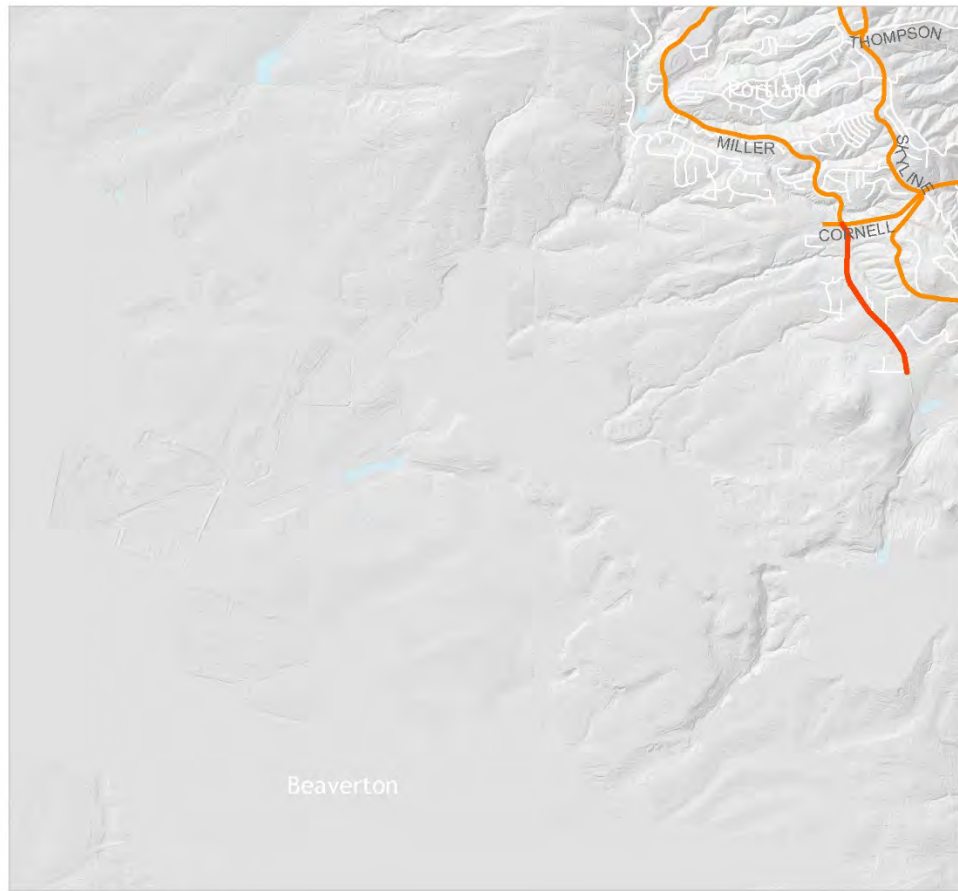 THOMPSON
Portland
MILLER
SKYLINE
CORNELL
Beaverton